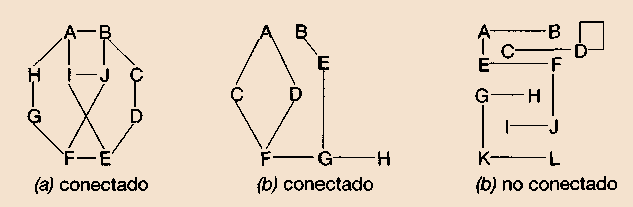 A B
H I J C
G D
F E
(a) conectado
A B
E
C D
F G H
(b) conectado
A B
C D
E F
G H
I J
K L
(b) no conectado